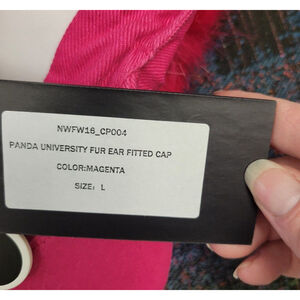 NWFW16_CP004
PANDA UNIVERSITY FUR EAR FITTED CAP
COLOR:MAGENTA
SIZE: L